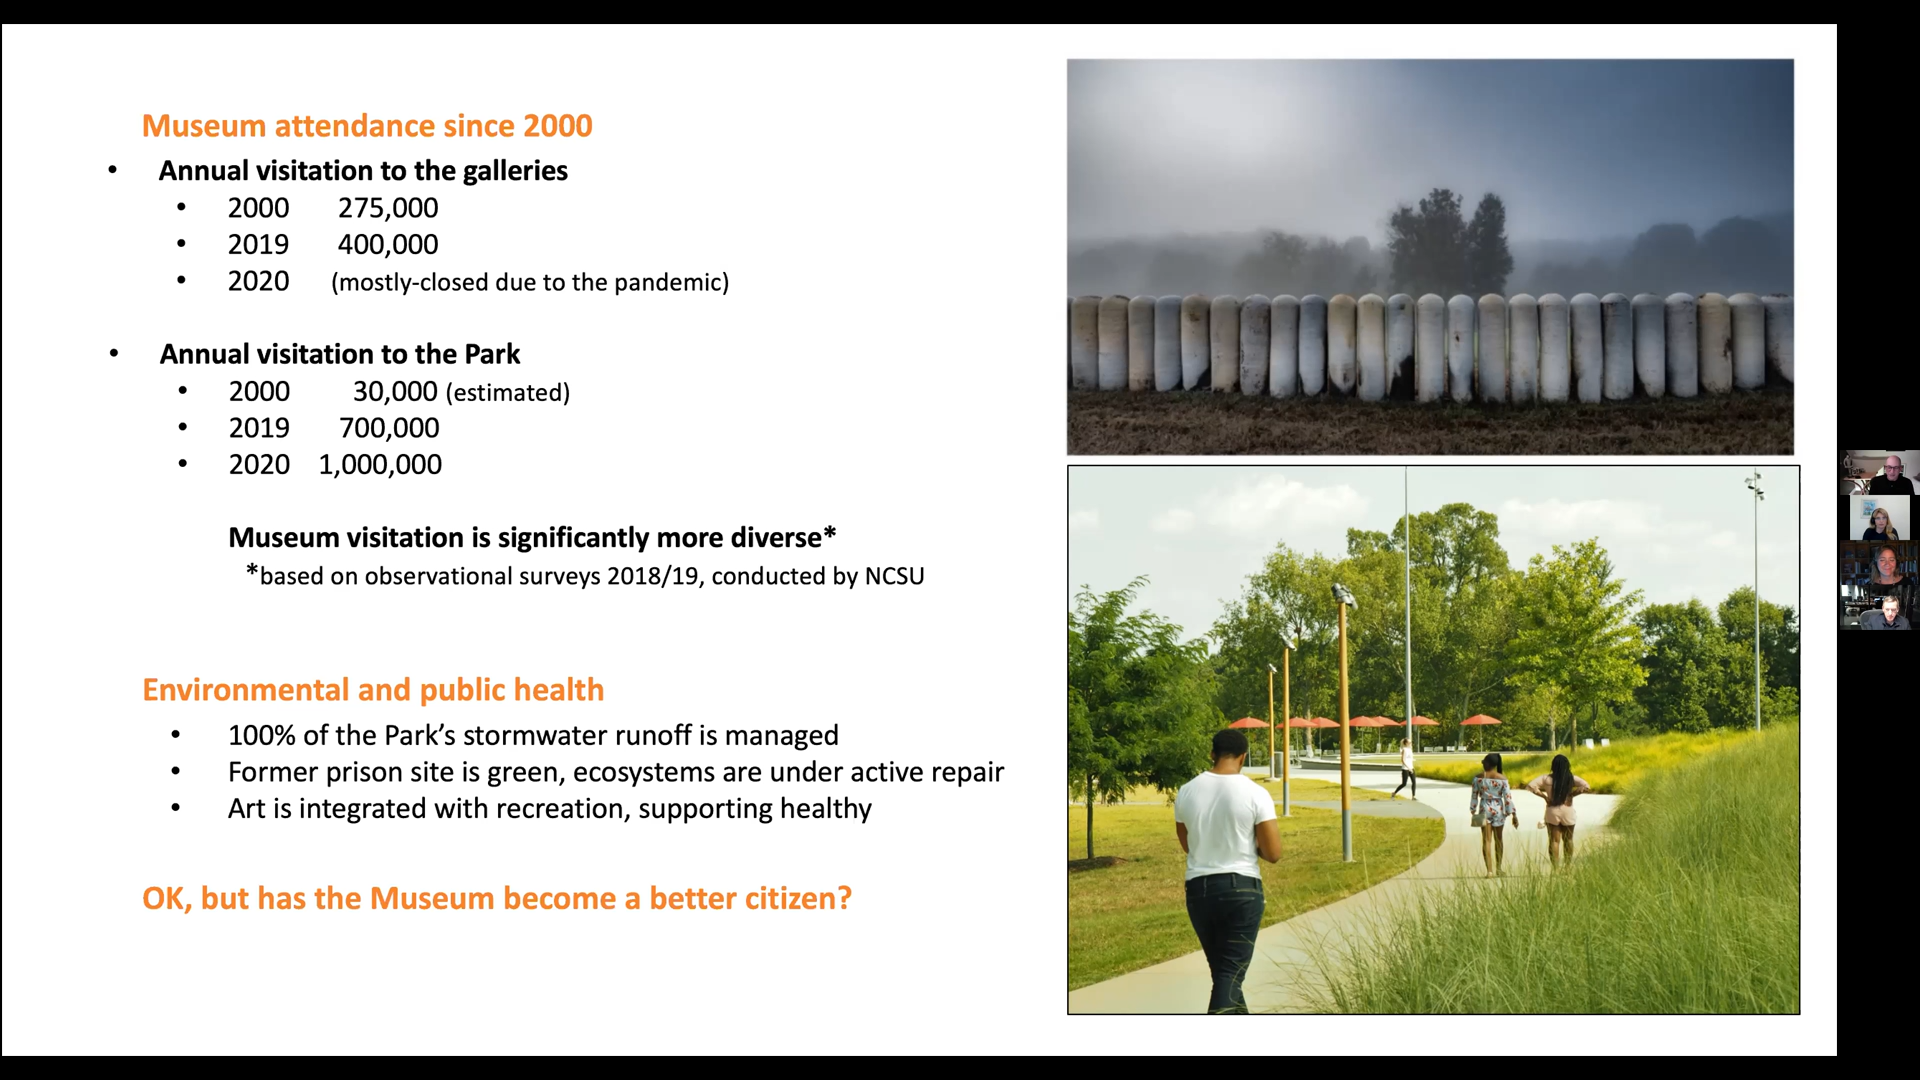 Museum attendance since 2000
• Annual visitation to the galleries
• 2000 275,000
• 2019 400,000
• 2020 (mostly-closed due to the pandemic)
• Annual visitation to the Park
• 2000 30,000 (estimated)
• 2019 700,000
• 2020 1,000,000
Museum visitation is significantly more diverse*
*based on observational surveys 2018/19, conducted by NCSU
Environmental and public health
• 100% of the Park’s stormwater runoff is managed
• Former prison site is green, ecosystems are under active repair
• Art is integrated with recreation, supporting healthy
OK, but has the Museum become a better citizen?